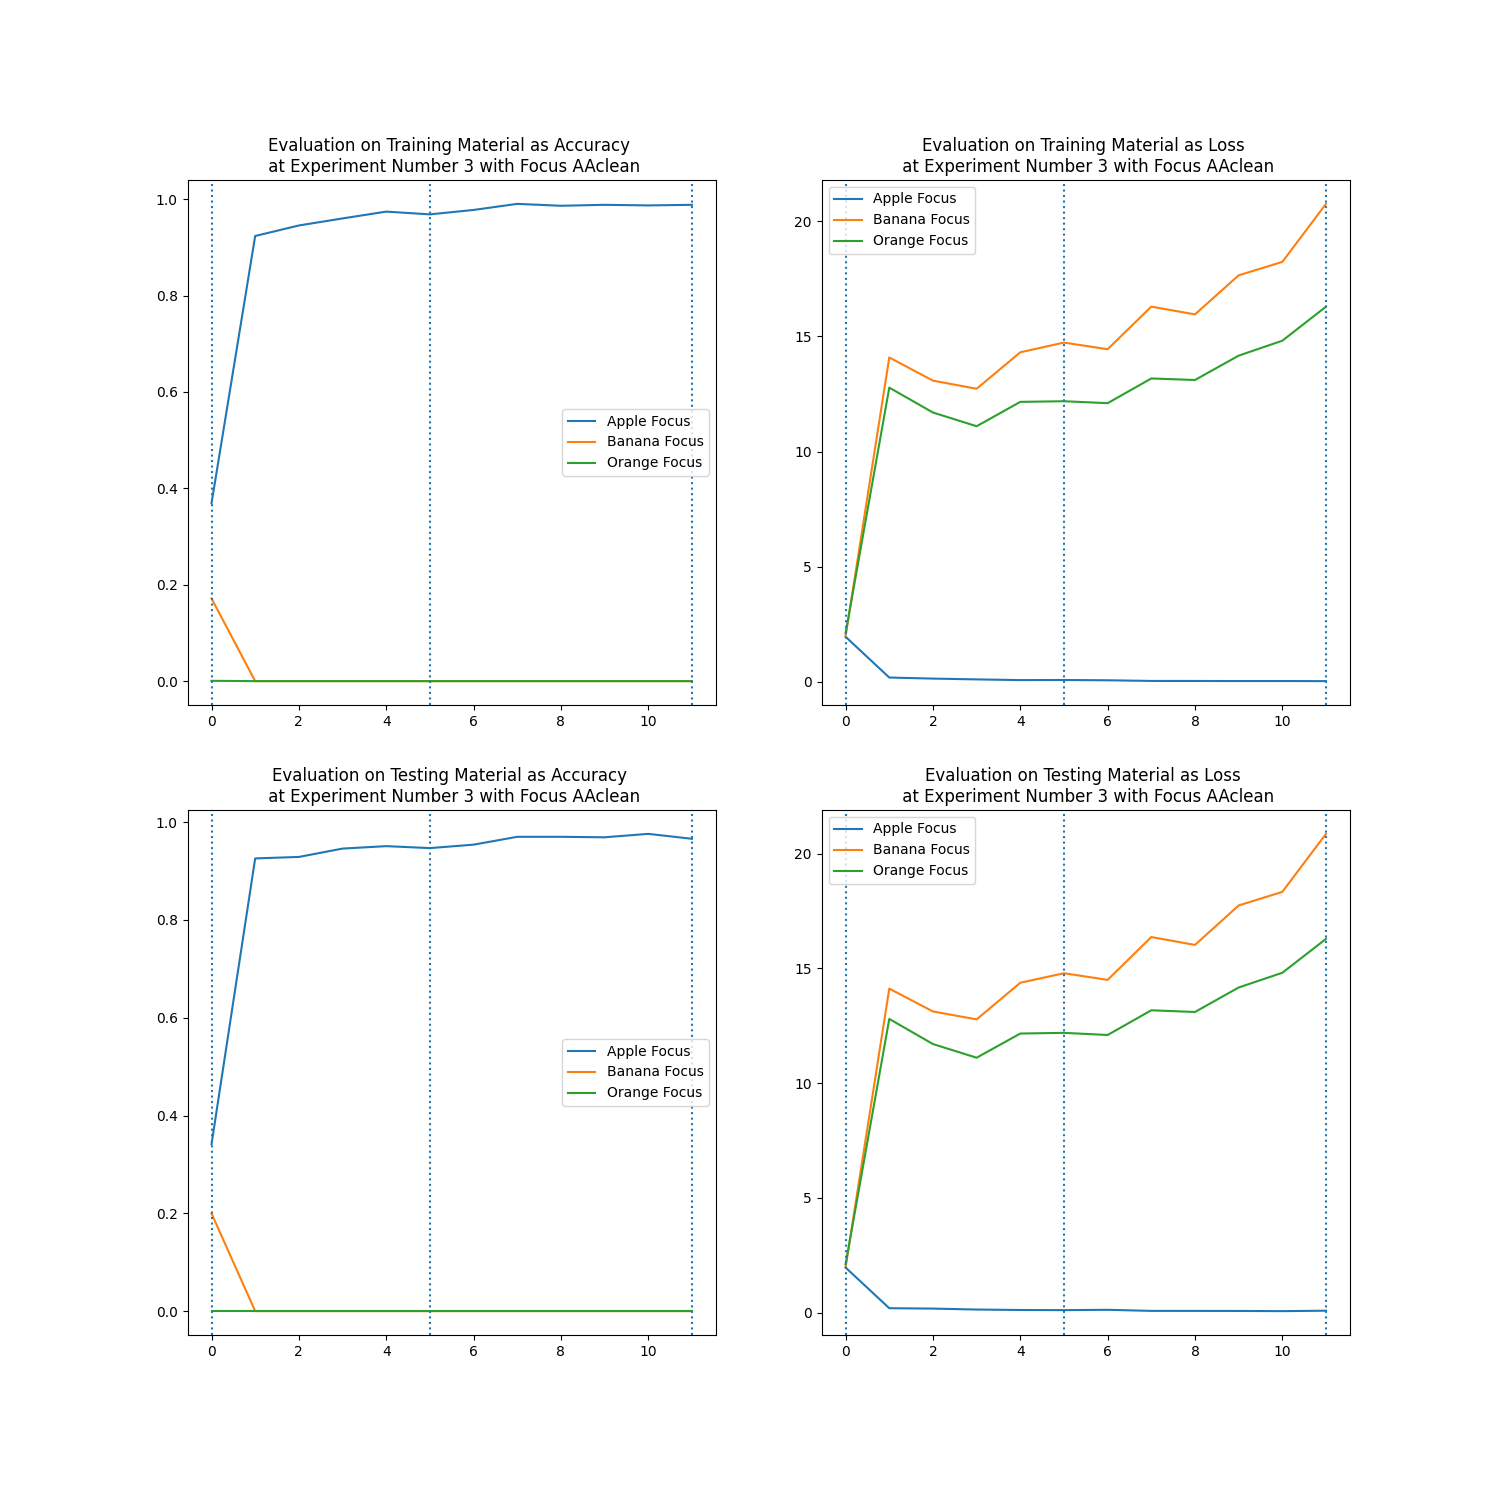 Evaluation on Training Material as Accuracy
at Experiment Number 3 with Focus AAclean
1.0
0.8
0.6
0.4
0.2
0.0
Apple Focus
Banana Focus
Orange Focus
0 2 4 6 8 10
Evaluation on Training Material as Loss
at Experiment Number 3 with Focus AAclean
Apple Focus
Banana Focus
Orange Focus
20
15
10
5
0
0 2 4 6 8 10
Evaluation on Testing Material as Accuracy
at Experiment Number 3 with Focus AAclean
1.0
0.8
0.6
0.4
0.2
0.0
Apple Focus
Banana Focus
Orange Focus
0 2 4 6 8 10
Evaluation on Testing Material as Loss
at Experiment Number 3 with Focus AAclean
Apple Focus
Banana Focus
Orange Focus
20
15
10
5
0
0 2 4 6 8 10